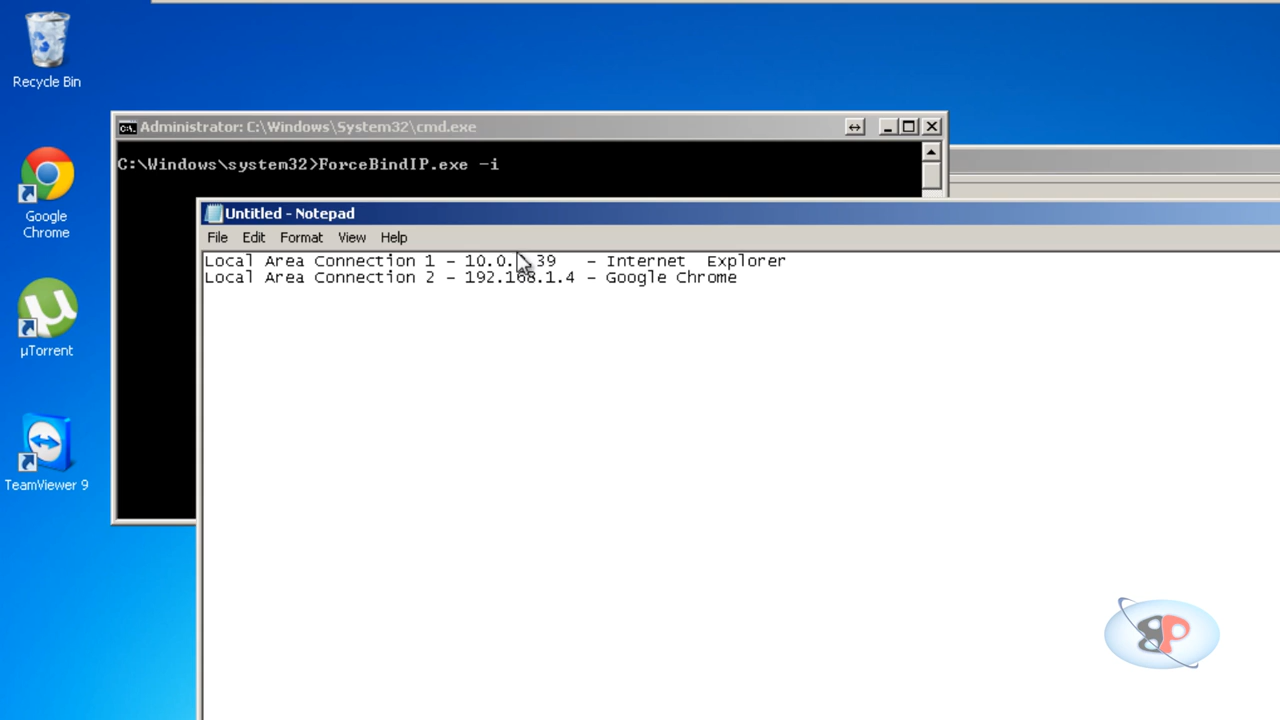 Recycle Bin
Google
Chrome
µTorrent
TeamViewer 9
Administrator: C:\Windows\System32\cmd.exe
C:\Windows\system32>ForceBindIP.exe -i
Untitled - Notepad
File Edit Format View Help
Local Area Connection 1 - 10.0. 39 - Internet Explorer
Local Area Connection 2 - 192.168.1.4 - Google Chrome
BP